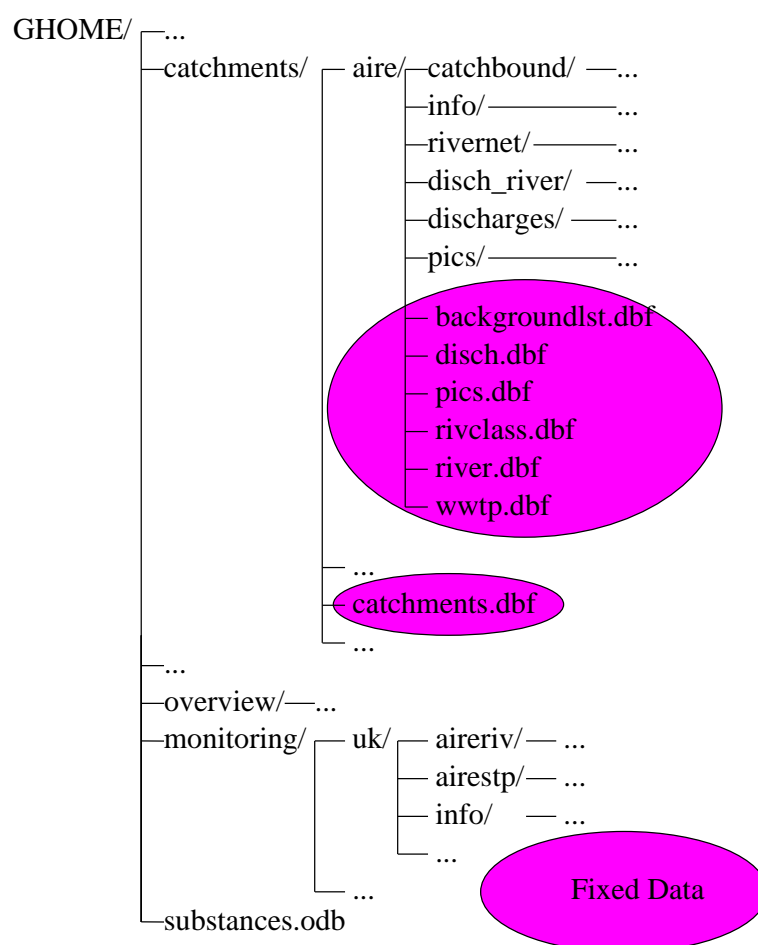 GHOME/ ...
catchments/ aire/ catchbound/ ...
info/ ...
rivernet/ ...
disch_river/ ...
discharges/ ...
pics/ ...
backgroundlst.dbf
disch.dbf
pics.dbf
rivclass.dbf
river.dbf
wwtp.dbf
...
catchments.dbf
...
...
overview/ ...
monitoring/ uk/ aireriv/ ...
airestp/ ...
info/ ...
...
... Fixed Data
substances.odb